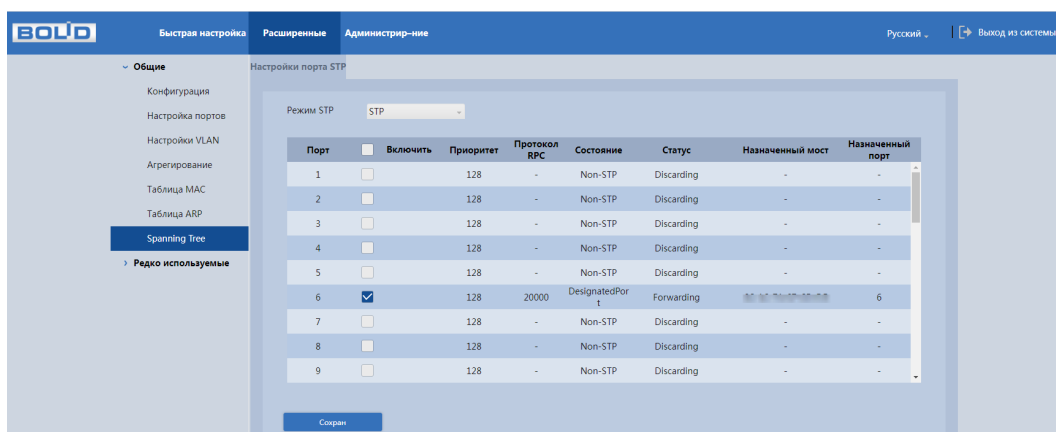 BOLID Быстрая настройка Расширенные Администрир-ние Русский Выход из системы
Общие Настройки порта STP
Конфигурация
Настройка портов
Настройки VLAN
Агрегирование
Таблица MAC
Таблица ARP
Spanning Tree
Редко используемые
Режим STP STP
Порт Включить Приоритет Протокол RPC Состояние Статус Назначенный мост Назначенный порт
1 128 - Non-STP Discarding - -
2 128 - Non-STP Discarding - -
3 128 - Non-STP Discarding - -
4 128 - Non-STP Discarding - -
5 128 - Non-STP Discarding - -
6 128 20000 DesignatedPor
t Forwarding 6
7 128 - Non-STP Discarding - -
8 128 - Non-STP Discarding - -
9 128 - Non-STP Discarding - -
Сохран